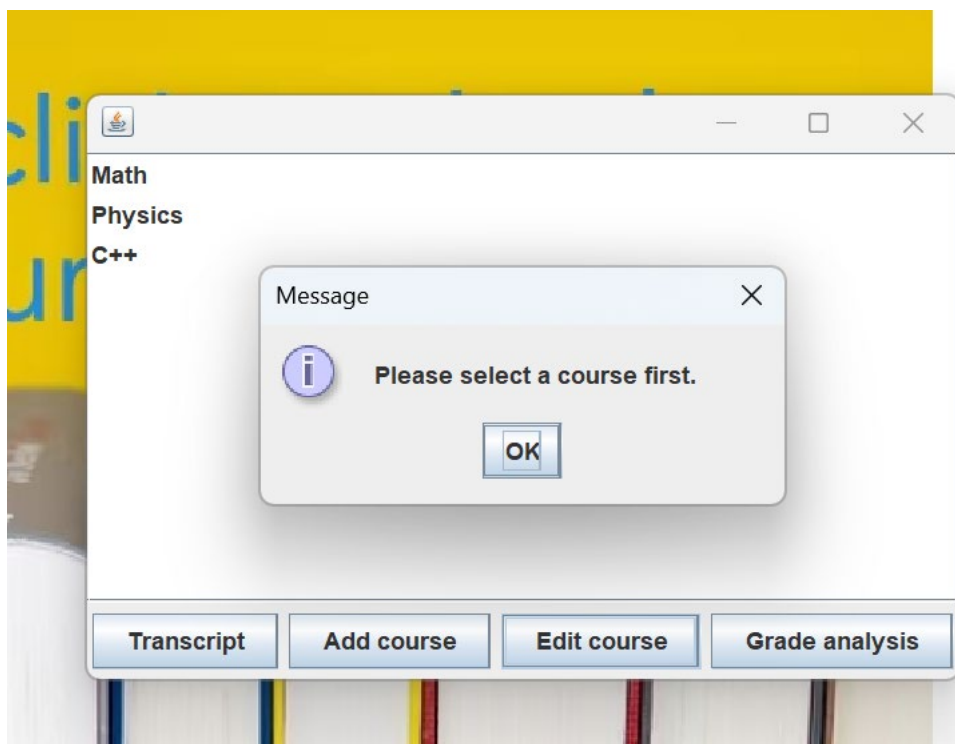 Math
Physics
C++
Message
Please select a course first.
OK
Transcript
Add course
Edit course
Grade analysis